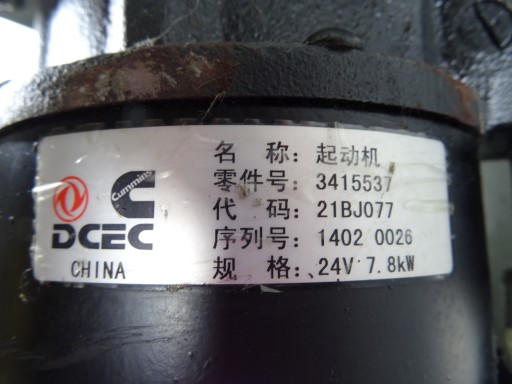 Cummins
DCEC
CHINA
名 称: 起动机
零件号: 3415537
代 码: 21BJ077
序列号: 1402 0026
规 格: 24V 7.8kW